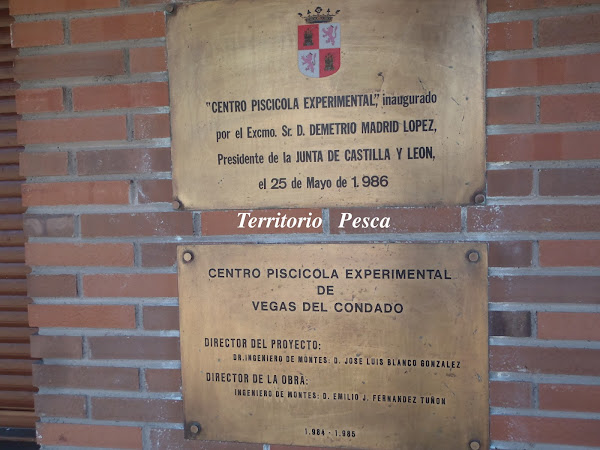 "CENTRO PISCICOLA EXPERIMENTAL," inaugurado
por el Excmo. Sr. D. DEMETRIO MADRID LOPEZ,
Presidente de la JUNTA DE CASTILLA Y LEON,
el 25 de Mayo de 1.986
Territorio Pesca
CENTRO PISCICOLA EXPERIMENTAL
DE
VEGAS DEL CONDADO
DIRECTOR DEL PROYECTO:
DR. INGENIERO DE MONTES: D. JOSE LUIS BLANCO GONZALEZ
DIRECTOR DE LA OBRA:
INGENIERO DE MONTES: D. EMILIO J. FERNANDEZ TUÑON
1.984 - 1.985